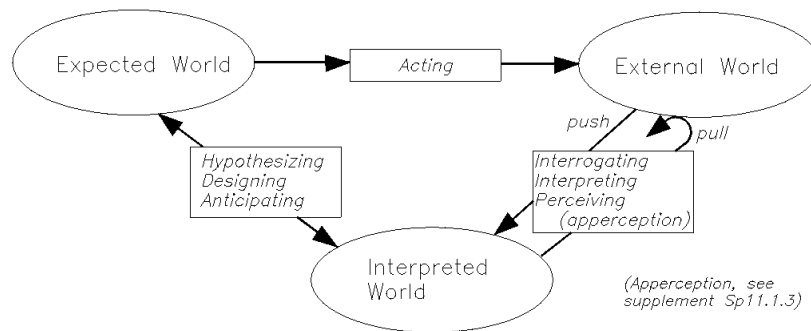 Expected World
Acting
External World
push
pull
Hypothesizing
Designing
Anticipating
Interrogating
Interpreting
Perceiving
(apperception)
Interpreted
World
(Apperception, see
supplement Sp11.1.3)